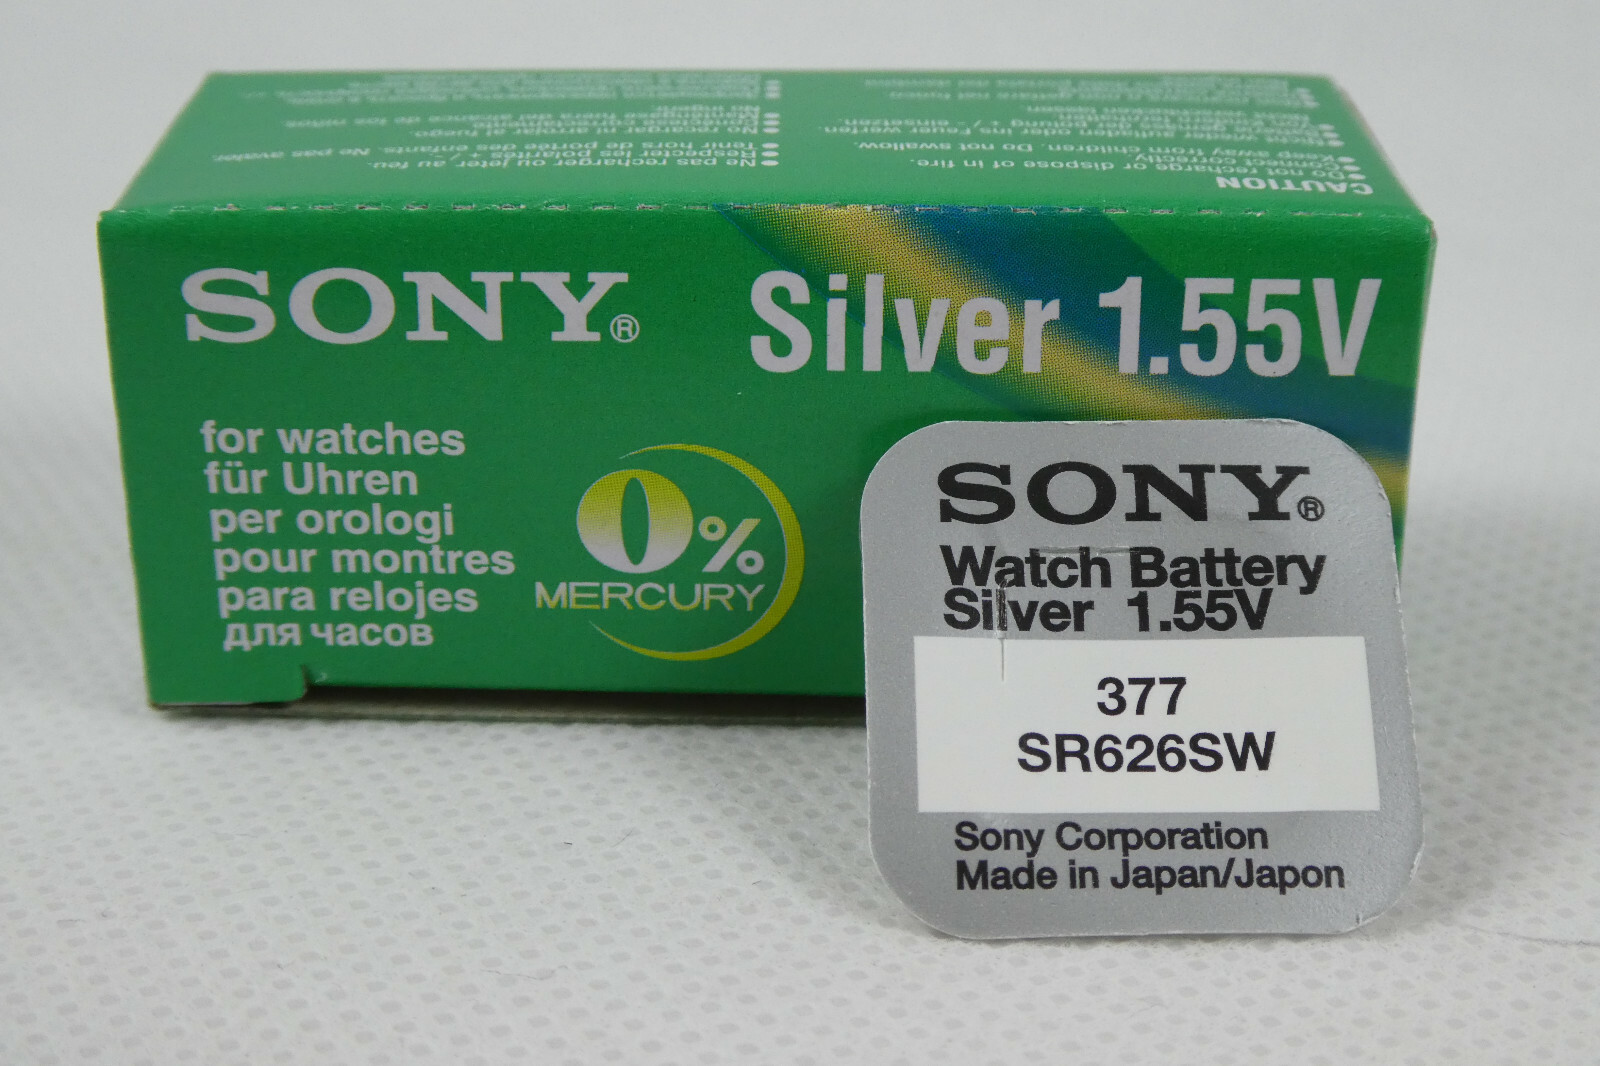 CAUTION
Do not recharge or dispose of in fire.
Connect correctly.
Keep away from children. Do not swallow.
Ne pas recharger ou jeter au feu.
Respecter les polarités + / -.
Tenir hors de portée des enfants. Ne pas avaler.
No recargar ni arrojar al fuego.
SONY®
Silver 1.55V
for watches
für Uhren
per orologi
pour montres
para relojes
для часов
0%
MERCURY
SONY®
Watch Battery
Silver 1.55V
377
SR626SW
Sony Corporation
Made in Japan/Japon